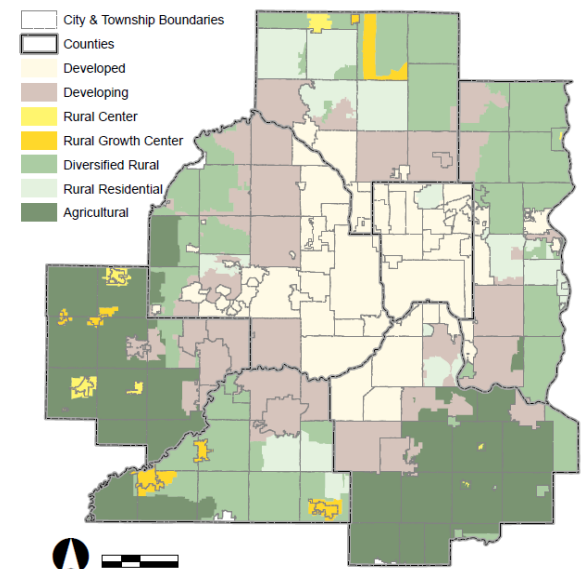 City & Township Boundaries
Counties
Developed
Developing
Rural Center
Rural Growth Center
Diversified Rural
Rural Residential
Agricultural